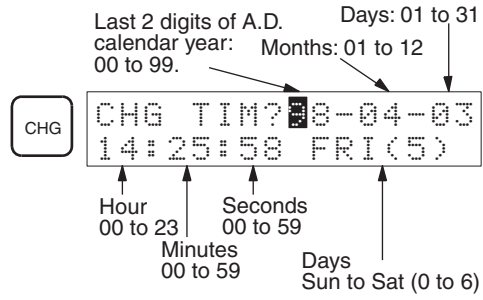 Last 2 digits of A.D.
calendar year:
00 to 99.
Days: 01 to 31
Months: 01 to 12
CHG
CHG TIM?98-04-03
14:25:58 FRI(5)
Hour
00 to 23
Minutes
00 to 59
Seconds
00 to 59
Days
Sun to Sat (0 to 6)